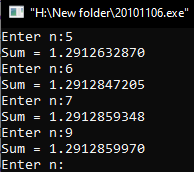 "H:\New folder\20101106.exe"
Enter n:5
Sum = 1.2912632870
Enter n:6
Sum = 1.2912847205
Enter n:7
Sum = 1.2912859348
Enter n:9
Sum = 1.2912859970
Enter n: